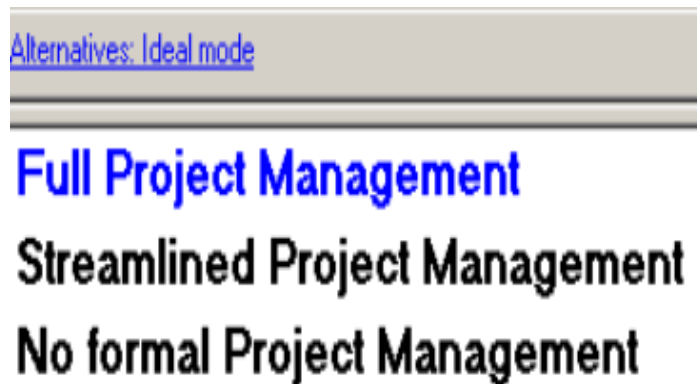 Alternatives: Ideal mode
Full Project Management
Streamlined Project Management
No formal Project Management